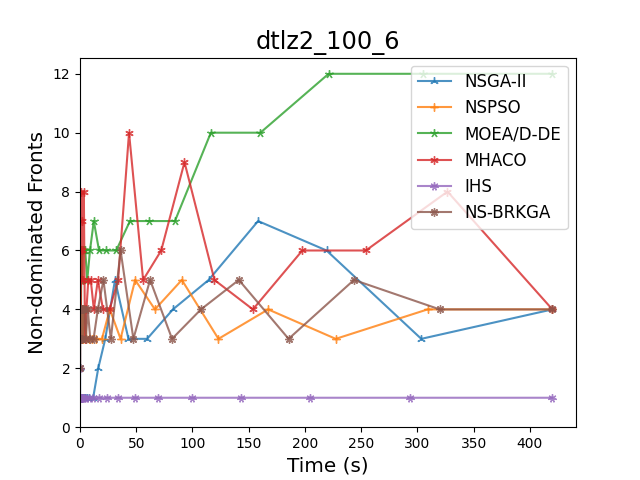 dtlz2_100_6
12
10
8
6
4
2
0
Non-dominated Fronts
NSGA-II
NSPSO
MOEA/D-DE
MHACO
IHS
NS-BRKGA
0 50 100 150 200 250 300 350 400
Time (s)